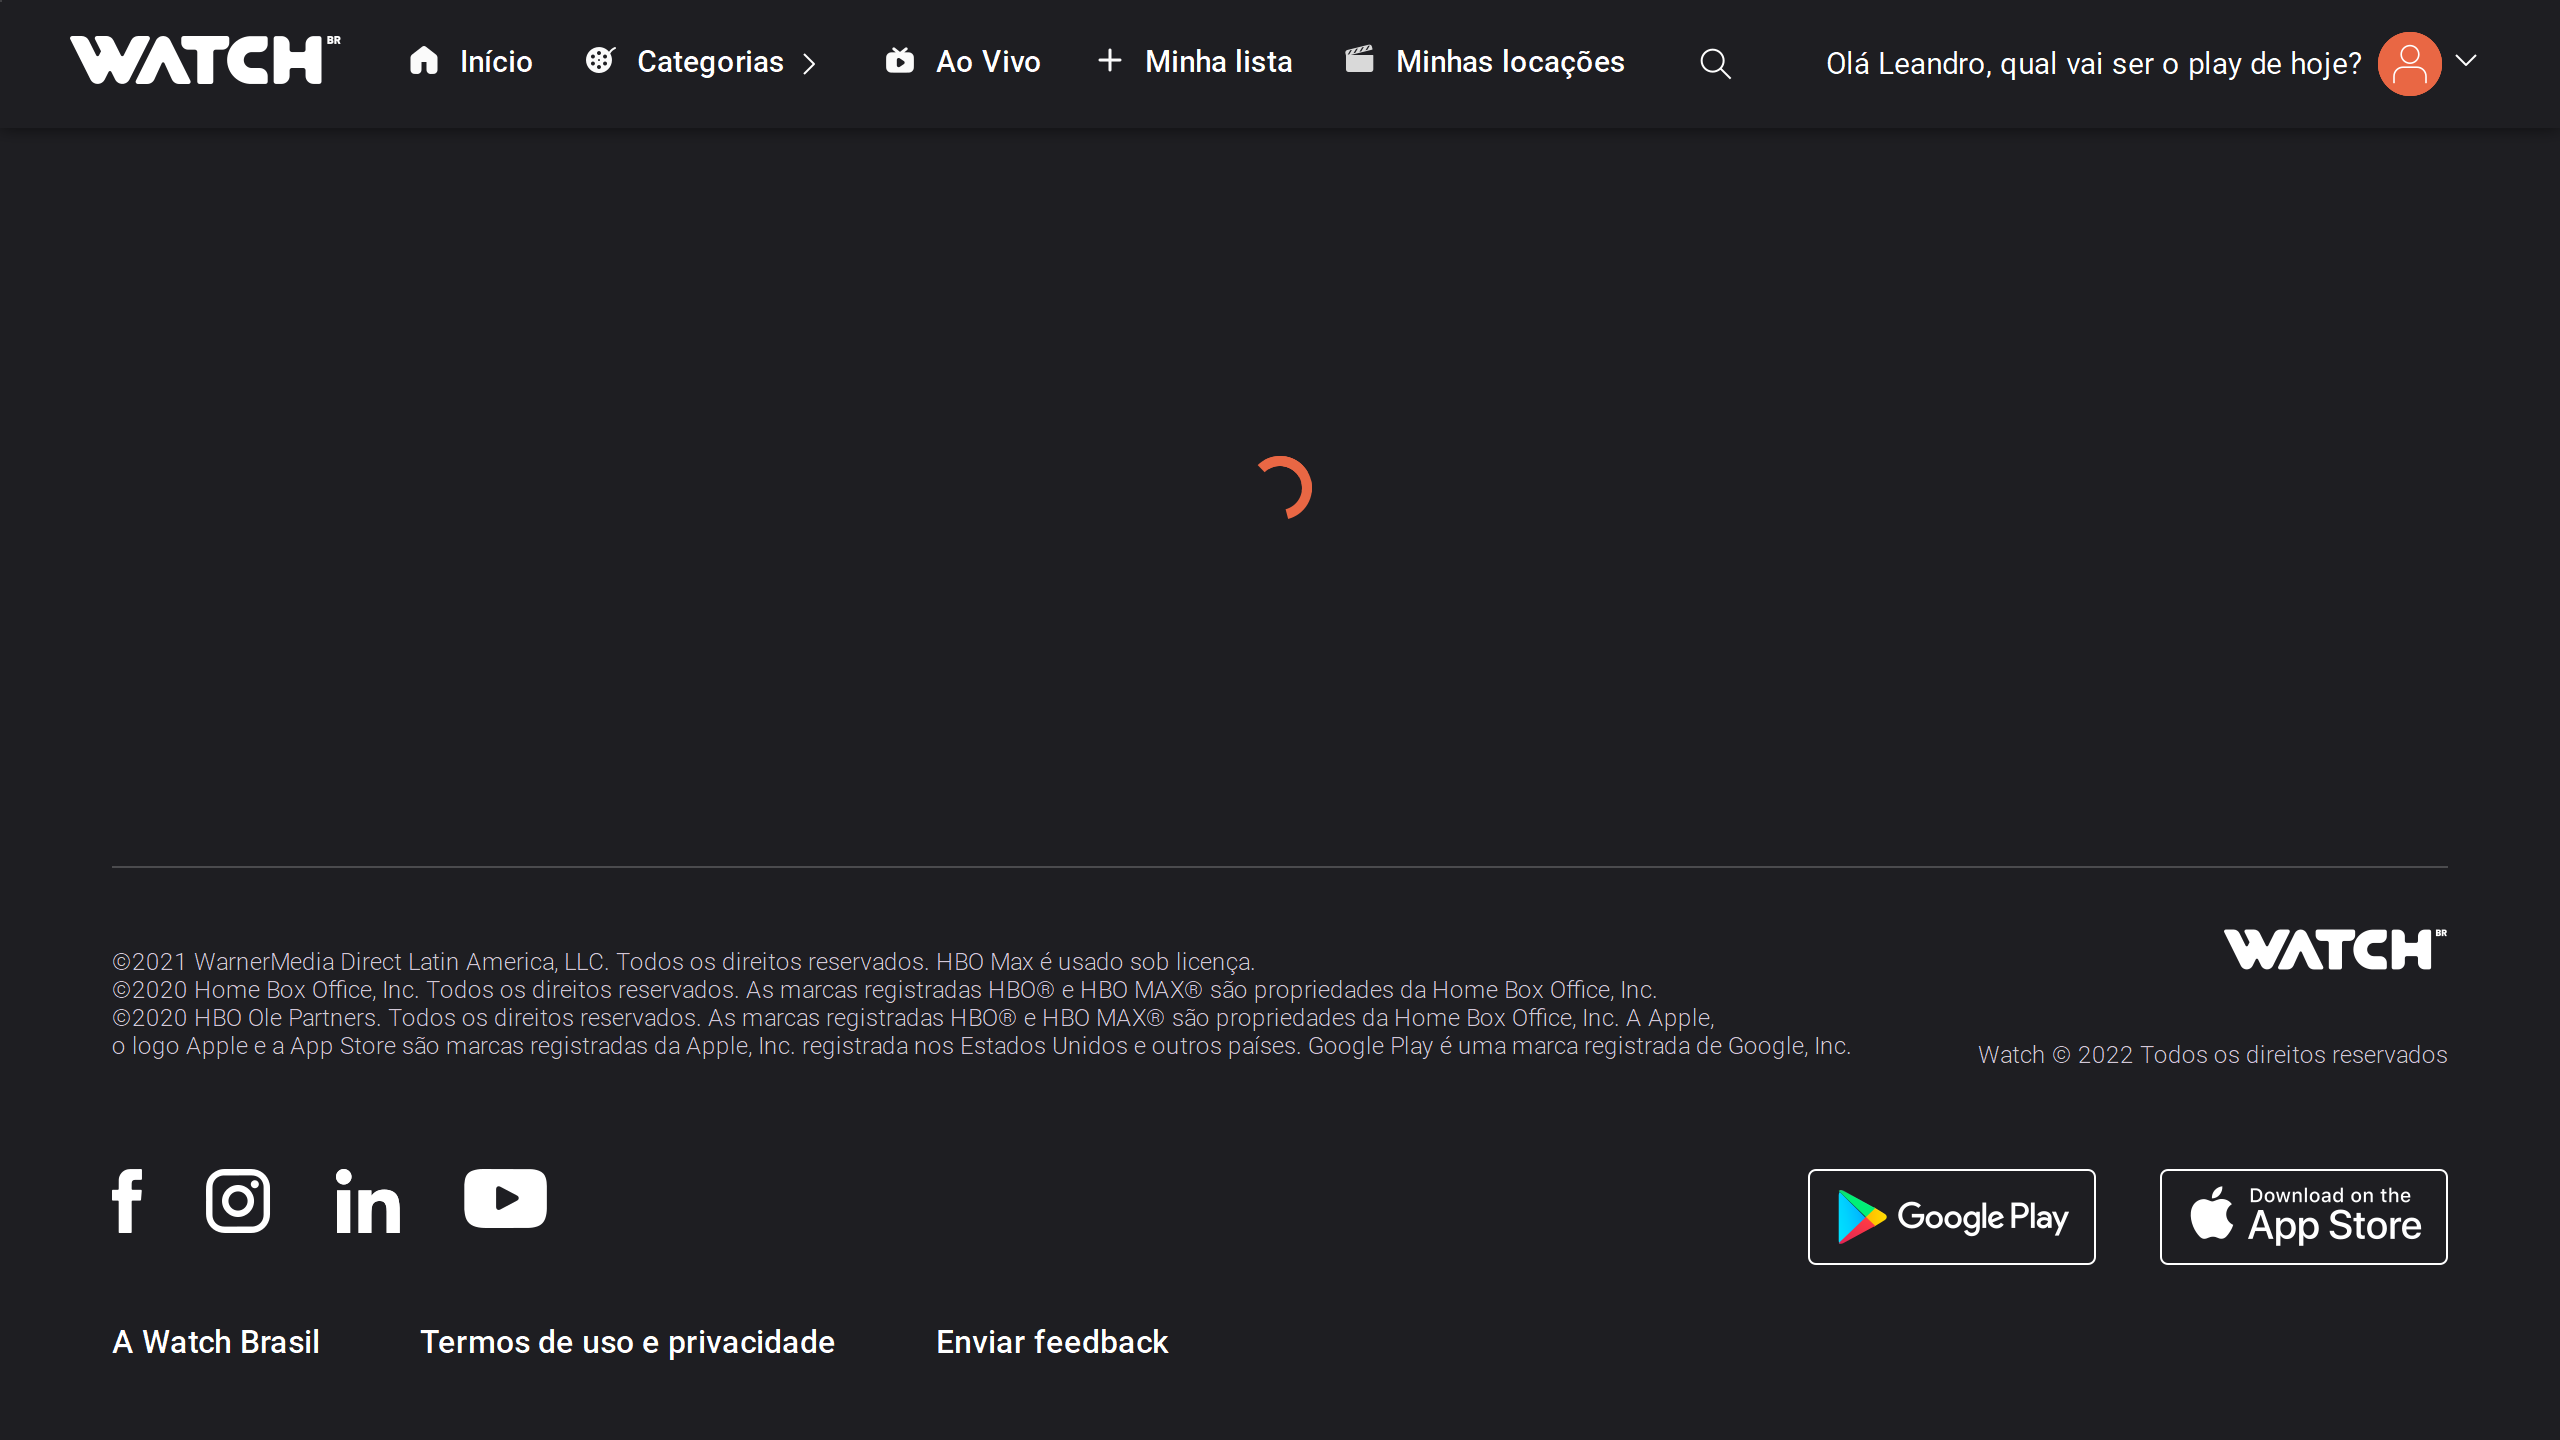 WATCH BR
Início
Categorias
Ao Vivo
Minha lista
Minhas locações
Olá Leandro, qual vai ser o play de hoje?
©2021 WarnerMedia Direct Latin America, LLC. Todos os direitos reservados. HBO Max é usado sob licença.
©2020 Home Box Office, Inc. Todos os direitos reservados. As marcas registradas HBO® e HBO MAX® são propriedades da Home Box Office, Inc.
©2020 HBO Ole Partners. Todos os direitos reservados. As marcas registradas HBO® e HBO MAX® são propriedades da Home Box Office, Inc. A Apple,
o logo Apple e a App Store são marcas registradas da Apple, Inc. registrada nos Estados Unidos e outros países. Google Play é uma marca registrada de Google, Inc.
WATCH BR
Watch © 2022 Todos os direitos reservados
Google Play
Download on the
App Store
A Watch Brasil
Termos de uso e privacidade
Enviar feedback